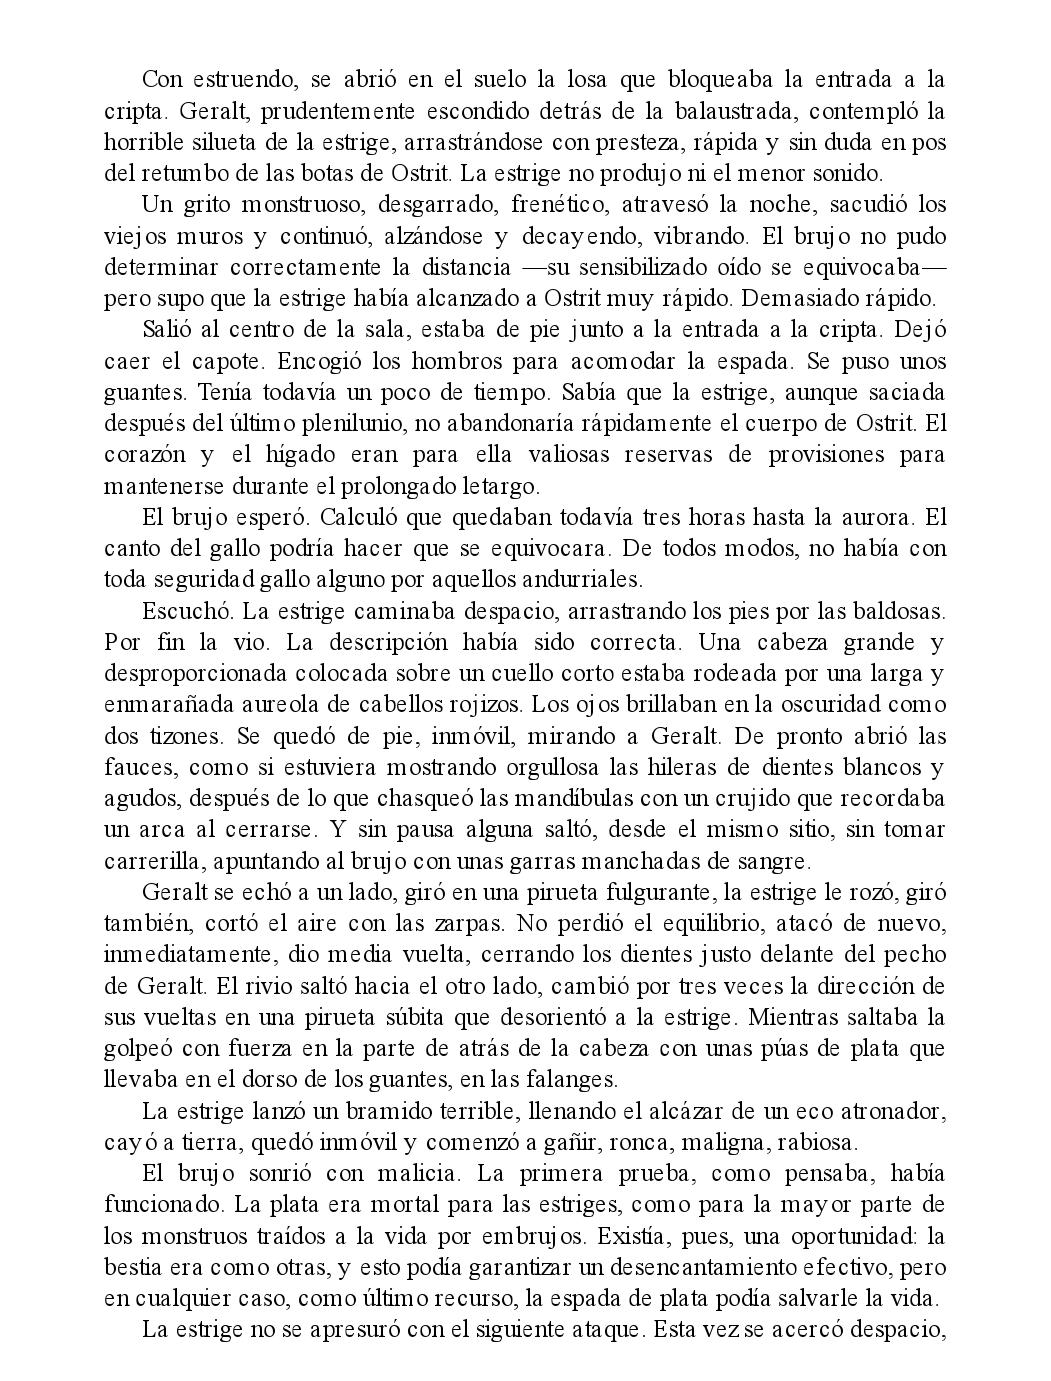 Con estruendo, se abrió en el suelo la losa que bloqueaba la entrada a la
cripta. Geralt, prudentemente escondido detrás de la balaustrada, contempló la
horrible silueta de la estrige, arrastrándose con presteza, rápida y sin duda en pos
del retumbo de las botas de Ostrit. La estrige no produjo ni el menor sonido.
Un grito monstruoso, desgarrado, frenético, atravesó la noche, sacudió los
viejos muros y continuó, alzándose y decayendo, vibrando. El brujo no pudo
determinar correctamente la distancia —su sensibilizado oído se equivocaba—
pero supo que la estrige había alcanzado a Ostrit muy rápido. Demasiado rápido.
Salió al centro de la sala, estaba de pie junto a la entrada a la cripta. Dejó
caer el capote. Encogió los hombros para acomodar la espada. Se puso unos
guantes. Tenía todavía un poco de tiempo. Sabía que la estrige, aunque saciada
después del último plenilunio, no abandonaría rápidamente el cuerpo de Ostrit. El
corazón y el hígado eran para ella valiosas reservas de provisiones para
mantenerse durante el prolongado letargo.
El brujo esperó. Calculó que quedaban todavía tres horas hasta la aurora. El
canto del gallo podría hacer que se equivocara. De todos modos, no había con
toda seguridad gallo alguno por aquellos andurriales.
Escuchó. La estrige caminaba despacio, arrastrando los pies por las baldosas.
Por fin la vio. La descripción había sido correcta. Una cabeza grande y
desproporcionada colocada sobre un cuello corto estaba rodeada por una larga y
enmarañada aureola de cabellos rojizos. Los ojos brillaban en la oscuridad como
dos tizones. Se quedó de pie, inmóvil, mirando a Geralt. De pronto abrió las
fauces, como si estuviera mostrando orgullosa las hileras de dientes blancos y
agudos, después de lo que chasqueó las mandíbulas con un crujido que recordaba
un arca al cerrarse. Y sin pausa alguna saltó, desde el mismo sitio, sin tomar
carrerilla, apuntando al brujo con unas garras manchadas de sangre.
Geralt se echó a un lado, giró en una pirueta fulgurante, la estrige le rozó, giró
también, cortó el aire con las zarpas. No perdió el equilibrio, atacó de nuevo,
inmediatamente, dio media vuelta, cerrando los dientes justo delante del pecho
de Geralt. El rivio saltó hacia el otro lado, cambió por tres veces la dirección de
sus vueltas en una pirueta súbita que desorientó a la estrige. Mientras saltaba la
golpeó con fuerza en la parte de atrás de la cabeza con unas púas de plata que
llevaba en el dorso de los guantes, en las falanges.
La estrige lanzó un bramido terrible, llenando el alcázar de un eco atronador,
cayó a tierra, quedó inmóvil y comenzó a gañir, ronca, maligna, rabiosa.
El brujo sonrió con malicia. La primera prueba, como pensaba, había
funcionado. La plata era mortal para las estriges, como para la mayor parte de
los monstruos traídos a la vida por embrujos. Existía, pues, una oportunidad: la
bestia era como otras, y esto podía garantizar un desencantamiento efectivo, pero
en cualquier caso, como último recurso, la espada de plata podía salvarle la vida.
La estrige no se apresuró con el siguiente ataque. Esta vez se acercó despacio,